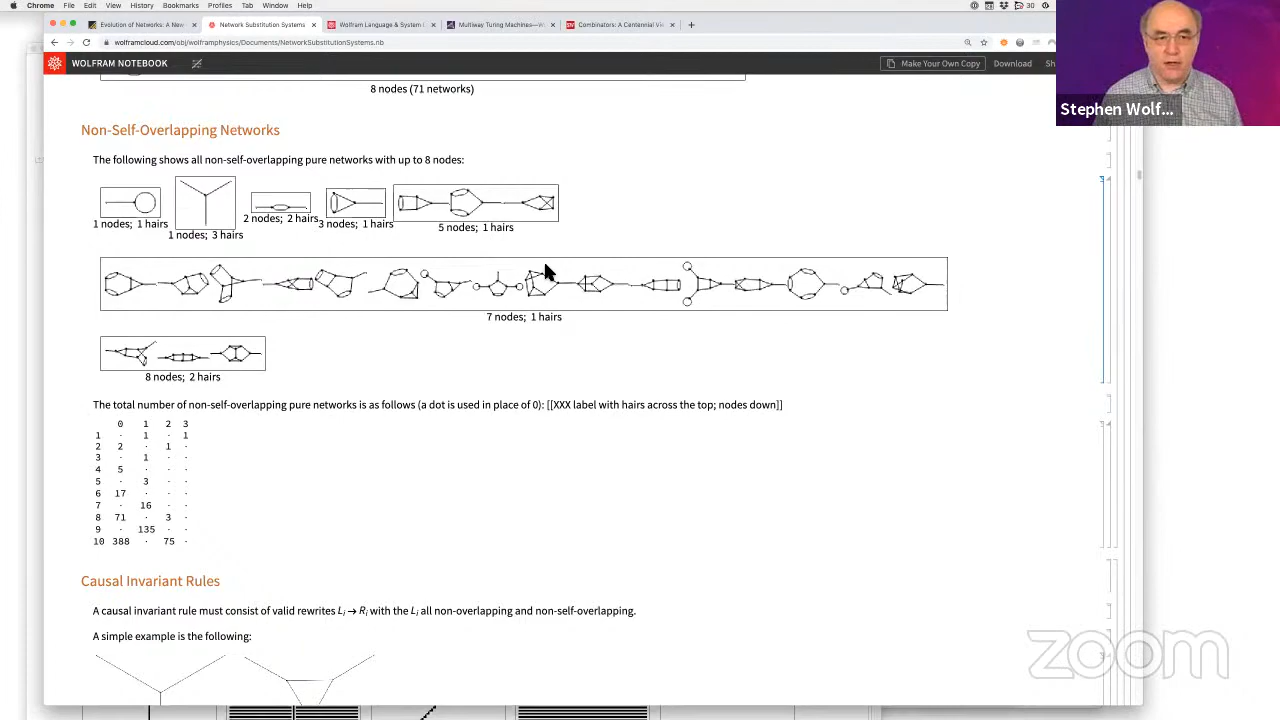 Chrome File Edit View History Bookmarks Profiles Tab Window Help
30
Evolution of Networks: A New
Network Substitution Systems
Wolfram Language & System
Multiway Turing Machines—W
Combinators: A Centennial Vie
wolframcloud.com/obj/wolframphysics/Documents/NetworkSubstitutionSystems.nb
WOLFRAM NOTEBOOK
Make Your Own Copy Download Sh
Stephen Wolf...
8 nodes (71 networks)
Non-Self-Overlapping Networks
The following shows all non-self-overlapping pure networks with up to 8 nodes:
1 nodes; 1 hairs
1 nodes; 3 hairs
2 nodes; 2 hairs
3 nodes; 1 hairs
5 nodes; 1 hairs
7 nodes; 1 hairs
8 nodes; 2 hairs
The total number of non-self-overlapping pure networks is as follows (a dot is used in place of 0): [[XXX label with hairs across the top; nodes down]]
0 1 2 3
1 · 1 · 1
2 2 · 1 ·
3 · 1 · ·
4 5 · · ·
5 · 3 · ·
6 17 · · ·
7 · 16 · ·
8 71 · 3 ·
9 · 135 · ·
10 388 · 75 ·
Causal Invariant Rules
A causal invariant rule must consist of valid rewrites Li → Ri with the Li all non-overlapping and non-self-overlapping.
A simple example is the following:
zoom